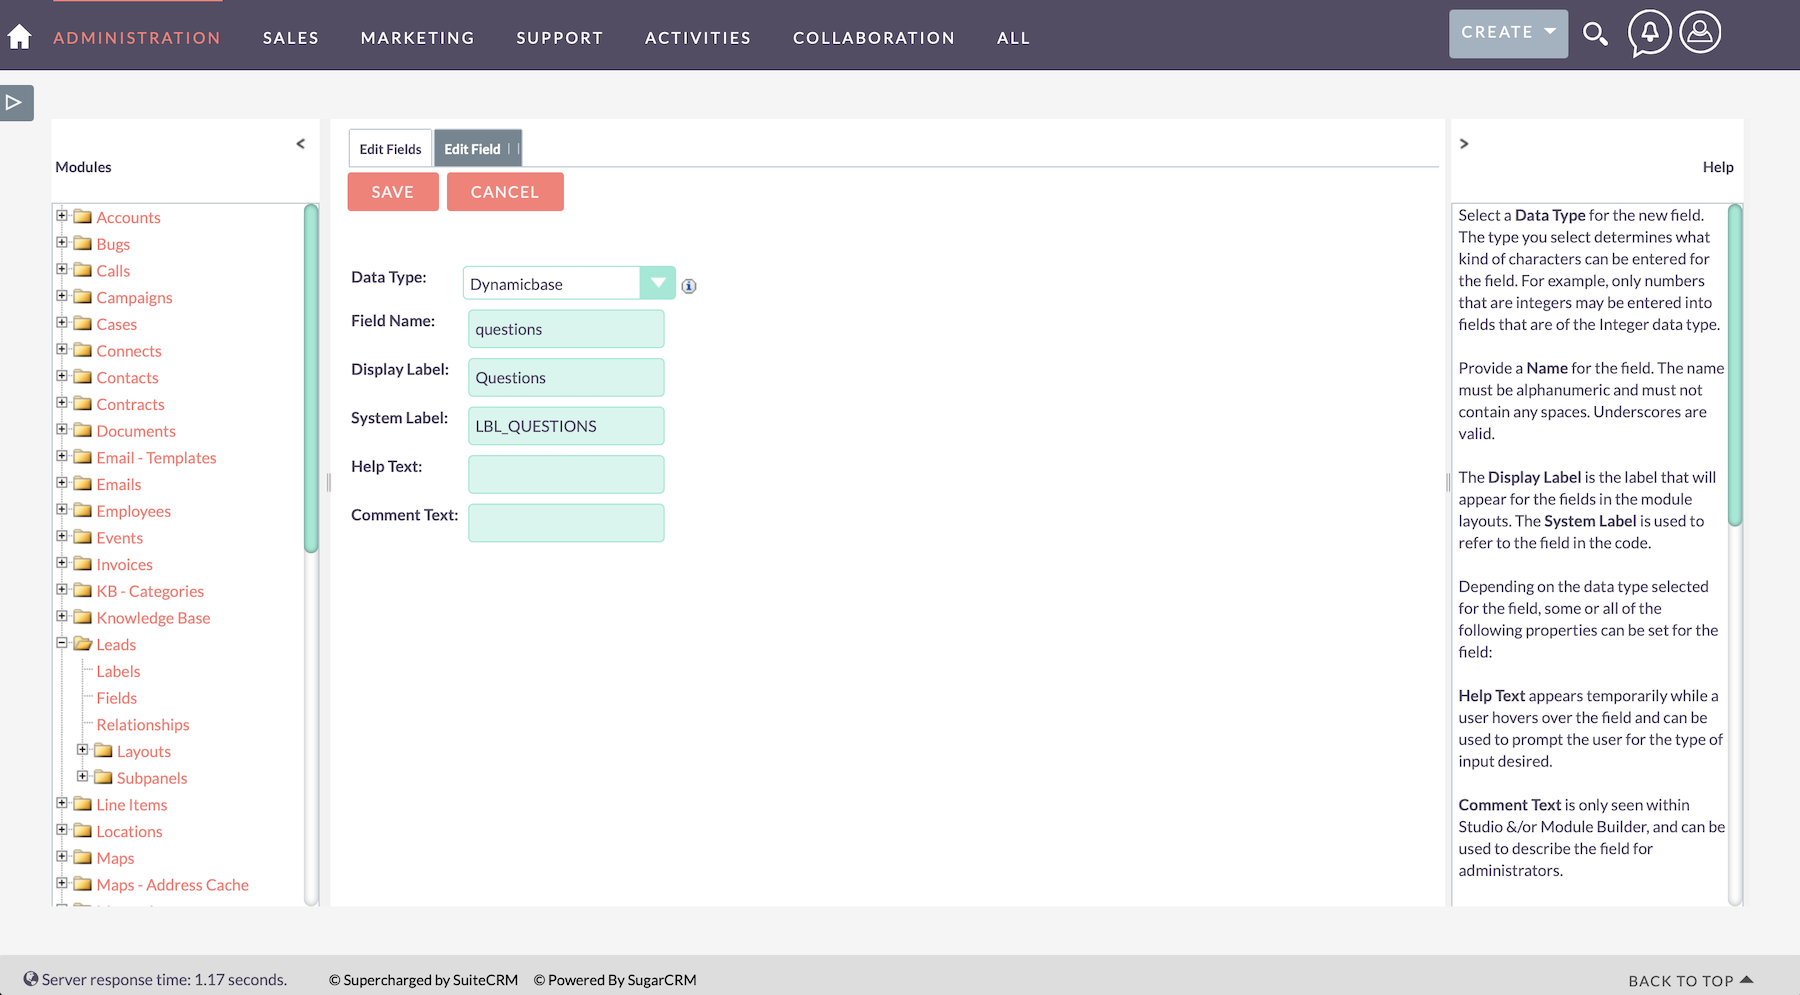 ADMINISTRATION SALES MARKETING SUPPORT ACTIVITIES COLLABORATION ALL CREATE
Modules
Accounts
Bugs
Calls
Campaigns
Cases
Connects
Contacts
Contracts
Documents
Email - Templates
Emails
Employees
Events
Invoices
KB - Categories
Knowledge Base
Leads
Labels
Fields
Relationships
Layouts
Subpanels
Line Items
Locations
Maps
Maps - Address Cache
Edit Fields Edit Field
SAVE CANCEL
Data Type: Dynamicbase
Field Name: questions
Display Label: Questions
System Label: LBL_QUESTIONS
Help Text:
Comment Text:
Help
Select a Data Type for the new field.
The type you select determines what
kind of characters can be entered for
the field. For example, only numbers
that are integers may be entered into
fields that are of the Integer data type.
Provide a Name for the field. The name
must be alphanumeric and must not
contain any spaces. Underscores are
valid.
The Display Label is the label that will
appear for the fields in the module
layouts. The System Label is used to
refer to the field in the code.
Depending on the data type selected
for the field, some or all of the
following properties can be set for the
field:
Help Text appears temporarily while a
user hovers over the field and can be
used to prompt the user for the type of
input desired.
Comment Text is only seen within
Studio &/or Module Builder, and can be
used to describe the field for
administrators.
Server response time: 1.17 seconds. © Supercharged by SuiteCRM © Powered By SugarCRM BACK TO TOP